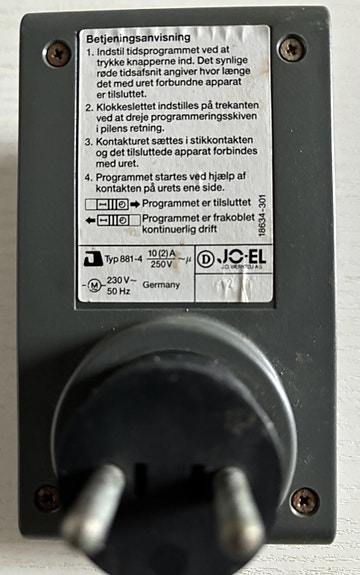 Betjeningsanvisning
1. Indstil tidsprogrammet ved at
trykke knapperne ind. Det synlige
røde tidsafsnit angiver hvor længe
det med uret forbundne apparat
er tilsluttet.
2. Klokkeslettet indstilles på trekanten
ved at dreje programmeringsskiven
i pilens retning.
3. Kontakturet sættes i stikkontakten
og det tilsluttede apparat forbindes
med uret.
4. Programmet startes ved hjælp af
kontakten på urets ene side.
Programmet er tilsluttet
Programmet er frakoblet
kontinuerlig drift
18634-301
Typ 881-4 10(2)A/250V ~ µ
D JO-EL
J.O. VÆRKTØJ A/S
M 230V~
50 Hz
Germany